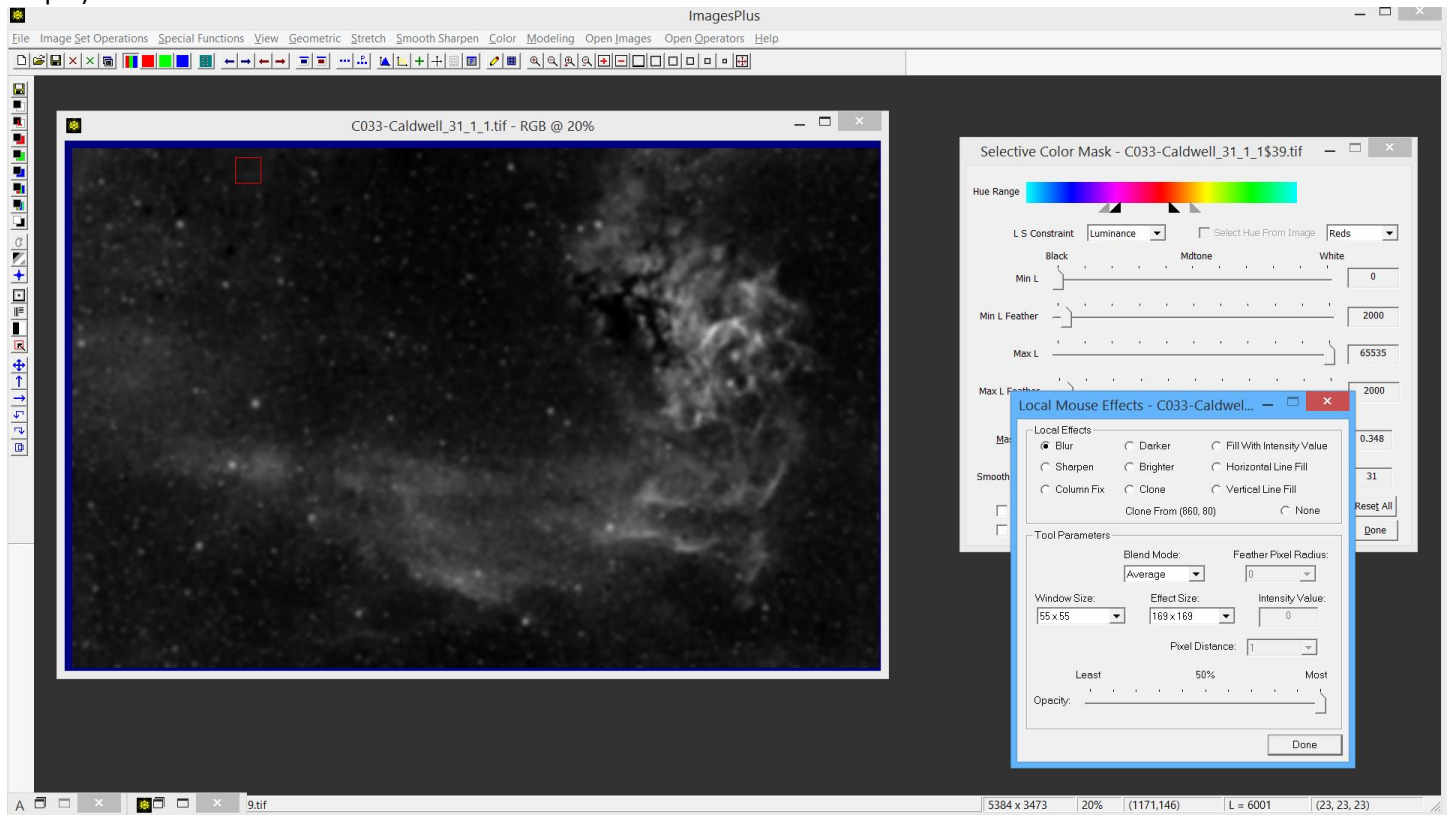 ImagesPlus
File Image Set Operations Special Functions View Geometric Stretch Smooth Sharpen Color Modeling Open Images Open Operators Help
C033-Caldwell_31_1_1.tif - RGB @ 20%
Selective Color Mask - C033-Caldwell_31_1_1$39.tif
Hue Range
L S Constraint Luminance Select Hue From Image Reds
Black Mdtone White
Min L 0
Min L Feather 2000
Max L 65535
Max L Feather 2000
0.348
Smooth 31
Reset All
Done
Local Mouse Effects - C033-Caldwel...
Local Effects
Blur Darker Fill With Intensity Value
Sharpen Brighter Horizontal Line Fill
Column Fix Clone Vertical Line Fill
Clone From (860, 80) None
Tool Parameters
Blend Mode: Feather Pixel Radius:
Average 0
Window Size: Effect Size: Intensity Value:
55 x 55 169 x 169 0
Pixel Distance: 1
Least 50% Most
Opacity:
Done
A 9.tif 5384 x 3473 20% (1171,146) L = 6001 (23, 23, 23)